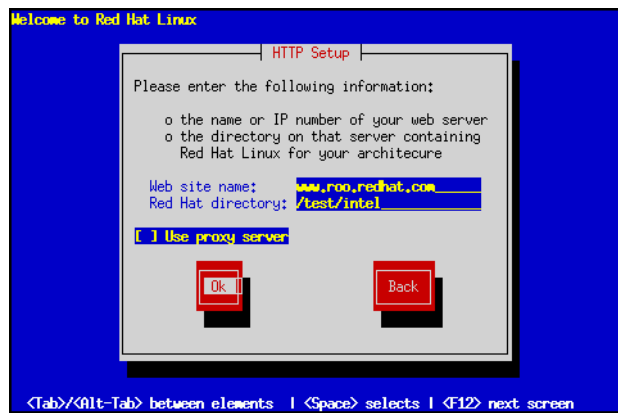 Welcome to Red Hat Linux
HTTP Setup
Please enter the following information:
o the name or IP number of your web server
o the directory on that server containing
Red Hat Linux for your architecure
Web site name: www.roo.redhat.com______
Red Hat directory: /test/intel_____________
[ ] Use proxy server
Ok
Back
<Tab>/<Alt-Tab> between elements | <Space> selects | <F12> next screen